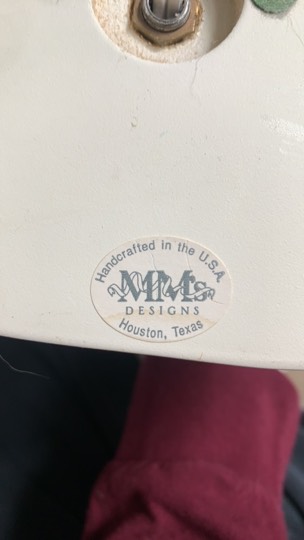 Handcrafted in the U.S.A.
MMs
DESIGNS
Houston, Texas